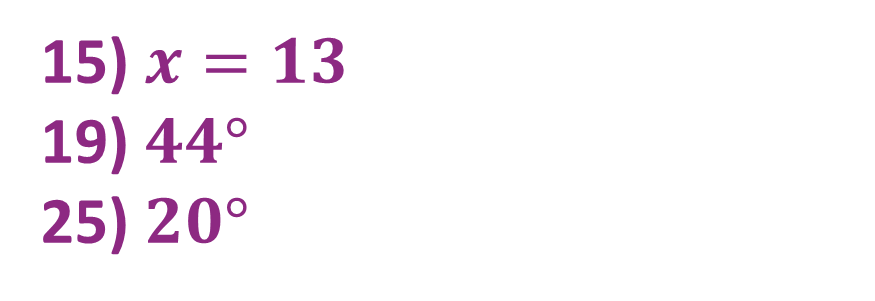 15) x = 13
19) 44°
25) 20°